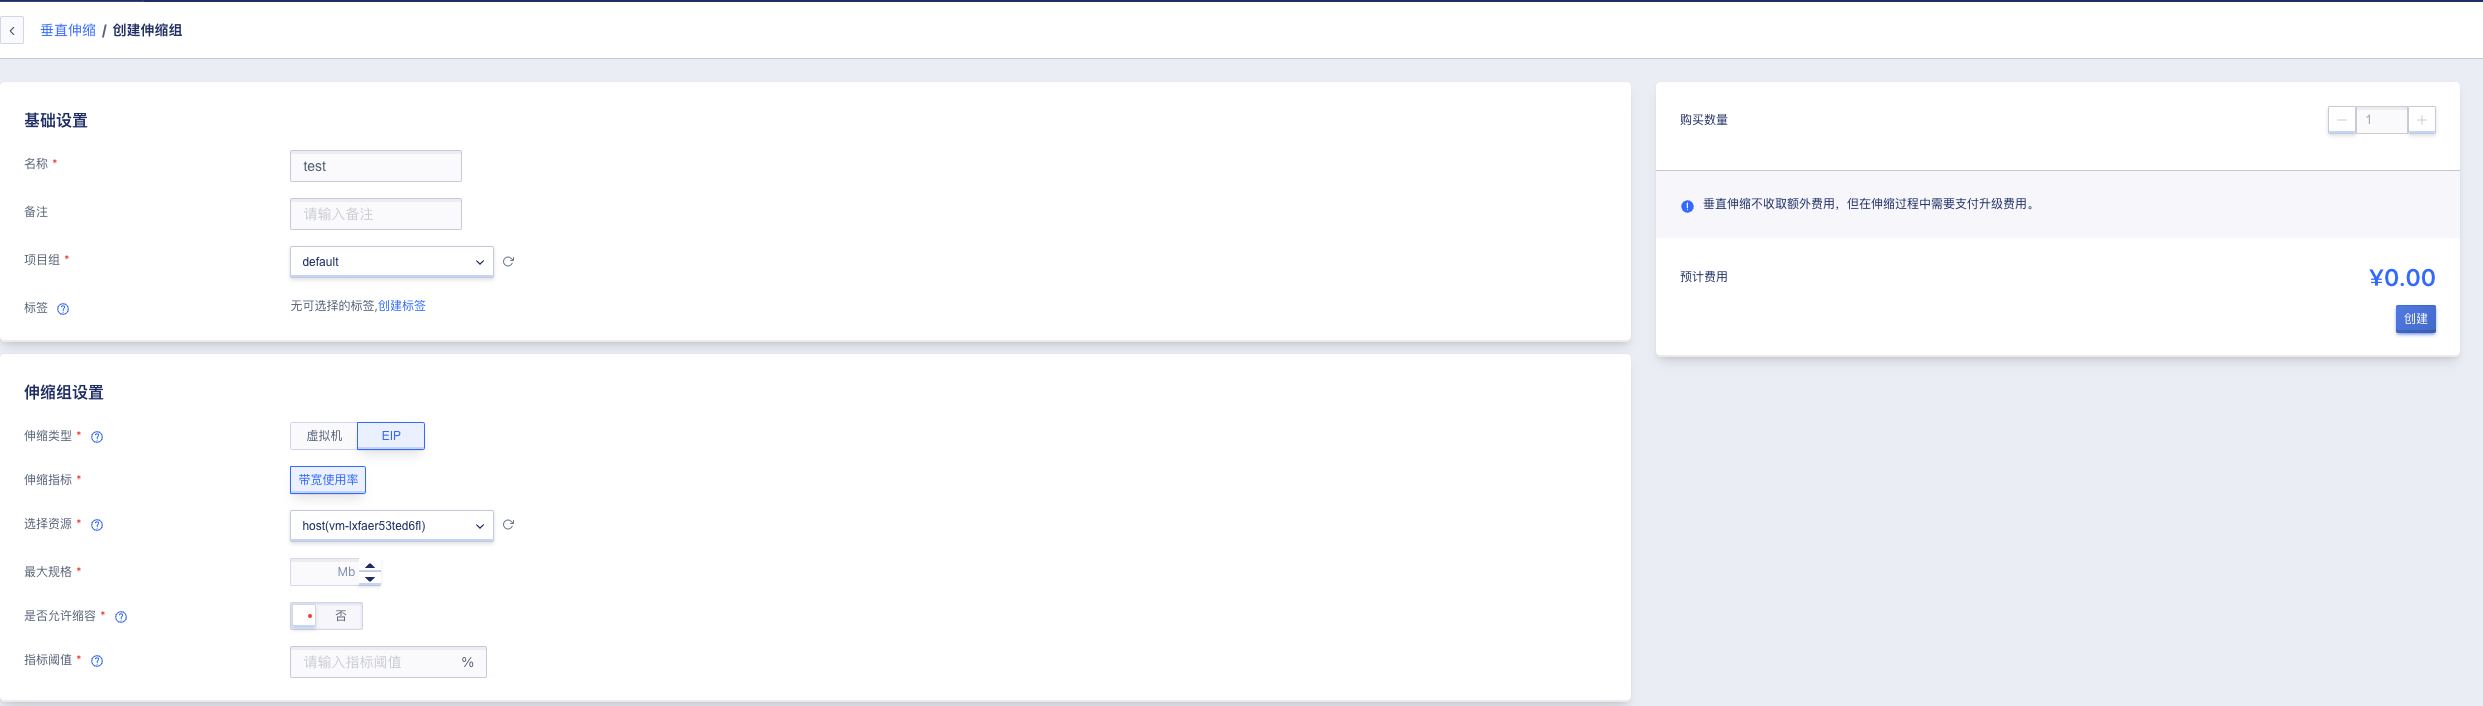 垂直伸缩 / 创建伸缩组
基础设置
名称 *
test
备注
请输入备注
项目组 *
default
标签
无可选择的标签,创建标签
伸缩组设置
伸缩类型 *
虚拟机
EIP
伸缩指标 *
带宽使用率
选择资源 *
host(vm-lxfaer53ted6fl)
最大规格 *
Mb
是否允许缩容 *
否
指标阈值 *
请输入指标阈值 %
购买数量
1
垂直伸缩不收取额外费用，但在伸缩过程中需要支付升级费用。
预计费用
¥0.00
创建